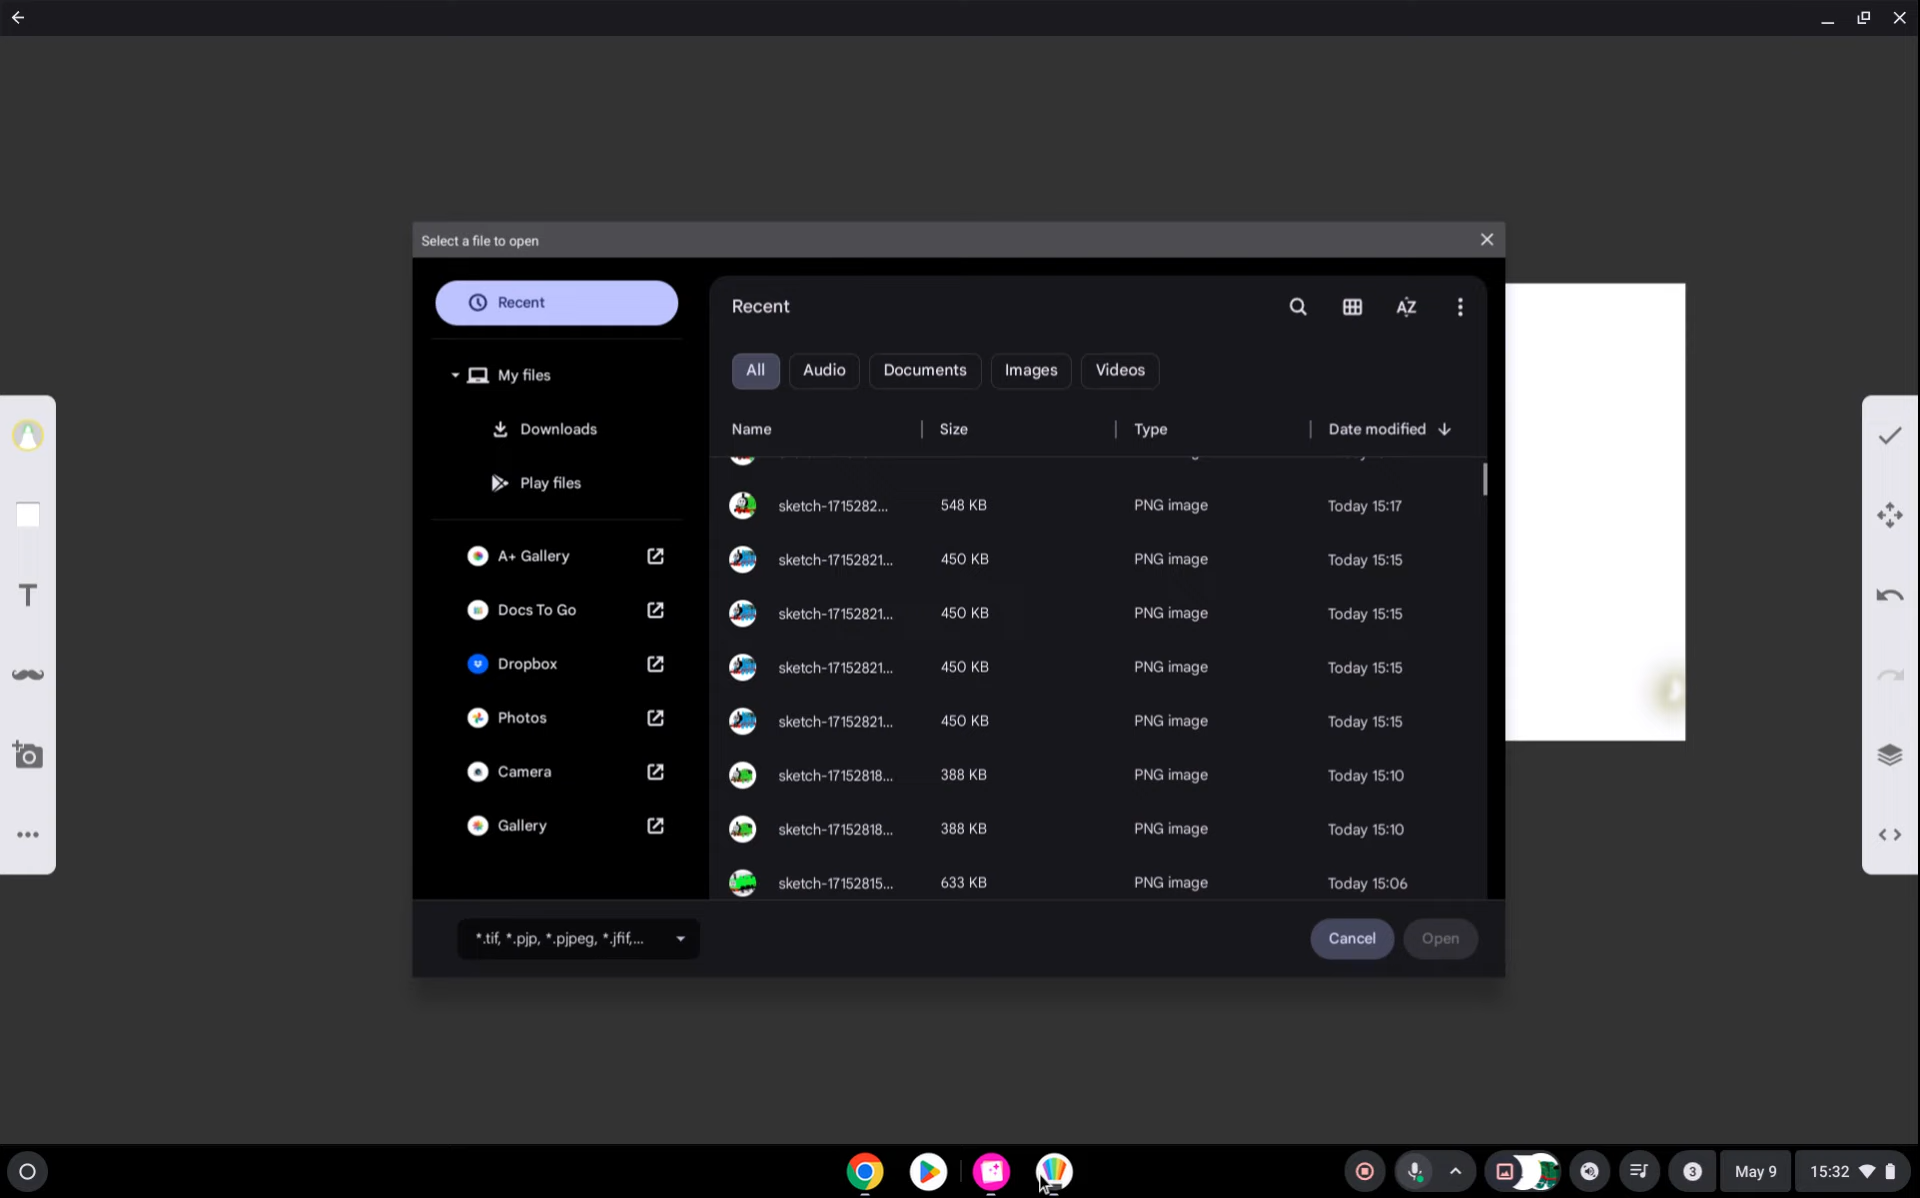 Select a file to open
Recent
My files
Downloads
Play files
A+ Gallery
Docs To Go
Dropbox
Photos
Camera
Gallery
Recent
AZ
All Audio Documents Images Videos
Name Size Type Date modified
sketch-1715282... 548 KB PNG image Today 15:17
sketch-17152821... 450 KB PNG image Today 15:15
sketch-17152821... 450 KB PNG image Today 15:15
sketch-17152821... 450 KB PNG image Today 15:15
sketch-17152821... 450 KB PNG image Today 15:15
sketch-17152818... 388 KB PNG image Today 15:10
sketch-17152818... 388 KB PNG image Today 15:10
sketch-17152815... 633 KB PNG image Today 15:06
*.tif, *.pjp, *.pjpeg, *.jfif,...
Cancel Open
T
3 May 9 15:32